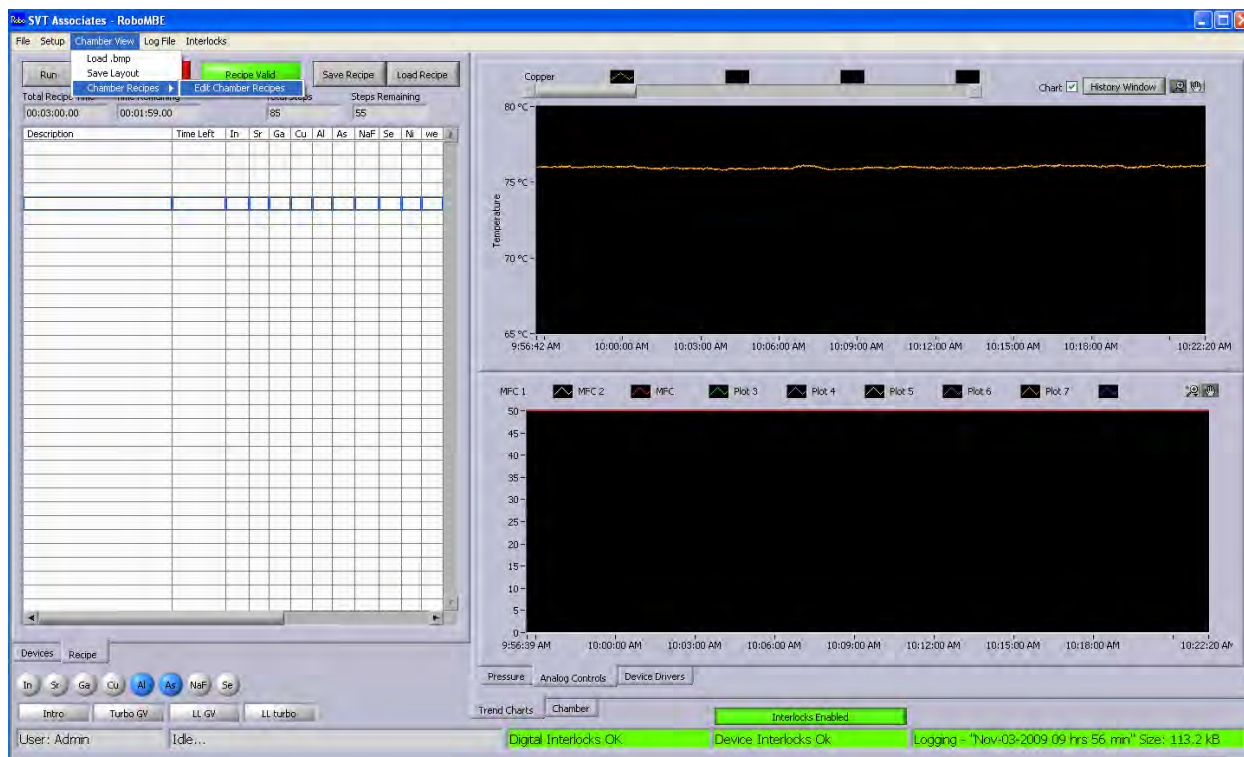 Robo SVT Associates - RoboMBE
File Setup Chamber View Log File Interlocks
Load .bmp
Save Layout
Chamber Recipes Edit Chamber Recipes
Run Recipe Valid Save Recipe Load Recipe
Total Recipe Time Time Remaining Total Steps Steps Remaining
00:03:00.00 00:01:59.00 85 55
Description Time Left In Sr Ga Cu Al As NaF Se Ni we
Copper
Chart History Window
80 °C
75 °C
70 °C
65 °C
Temperature
9:56:42 AM 10:00:00 AM 10:03:00 AM 10:06:00 AM 10:09:00 AM 10:12:00 AM 10:15:00 AM 10:18:00 AM 10:22:20 AM
MFC 1 MFC 2 MFC Plot 3 Plot 4 Plot 5 Plot 6 Plot 7
50
45
40
35
30
25
20
15
10
5
0
9:56:39 AM 10:00:00 AM 10:03:00 AM 10:06:00 AM 10:09:00 AM 10:12:00 AM 10:15:00 AM 10:18:00 AM 10:22:20 AM
Devices Recipe
Pressure Analog Controls Device Drivers
In Sr Ga Cu Al As NaF Se
Trend Charts Chamber
Intro Turbo GV LL GV LL turbo
Interlocks Enabled
User: Admin Idle... Digital Interlocks OK Device Interlocks Ok Logging - "Nov-03-2009 09 hrs 56 min" Size: 113.2 kB